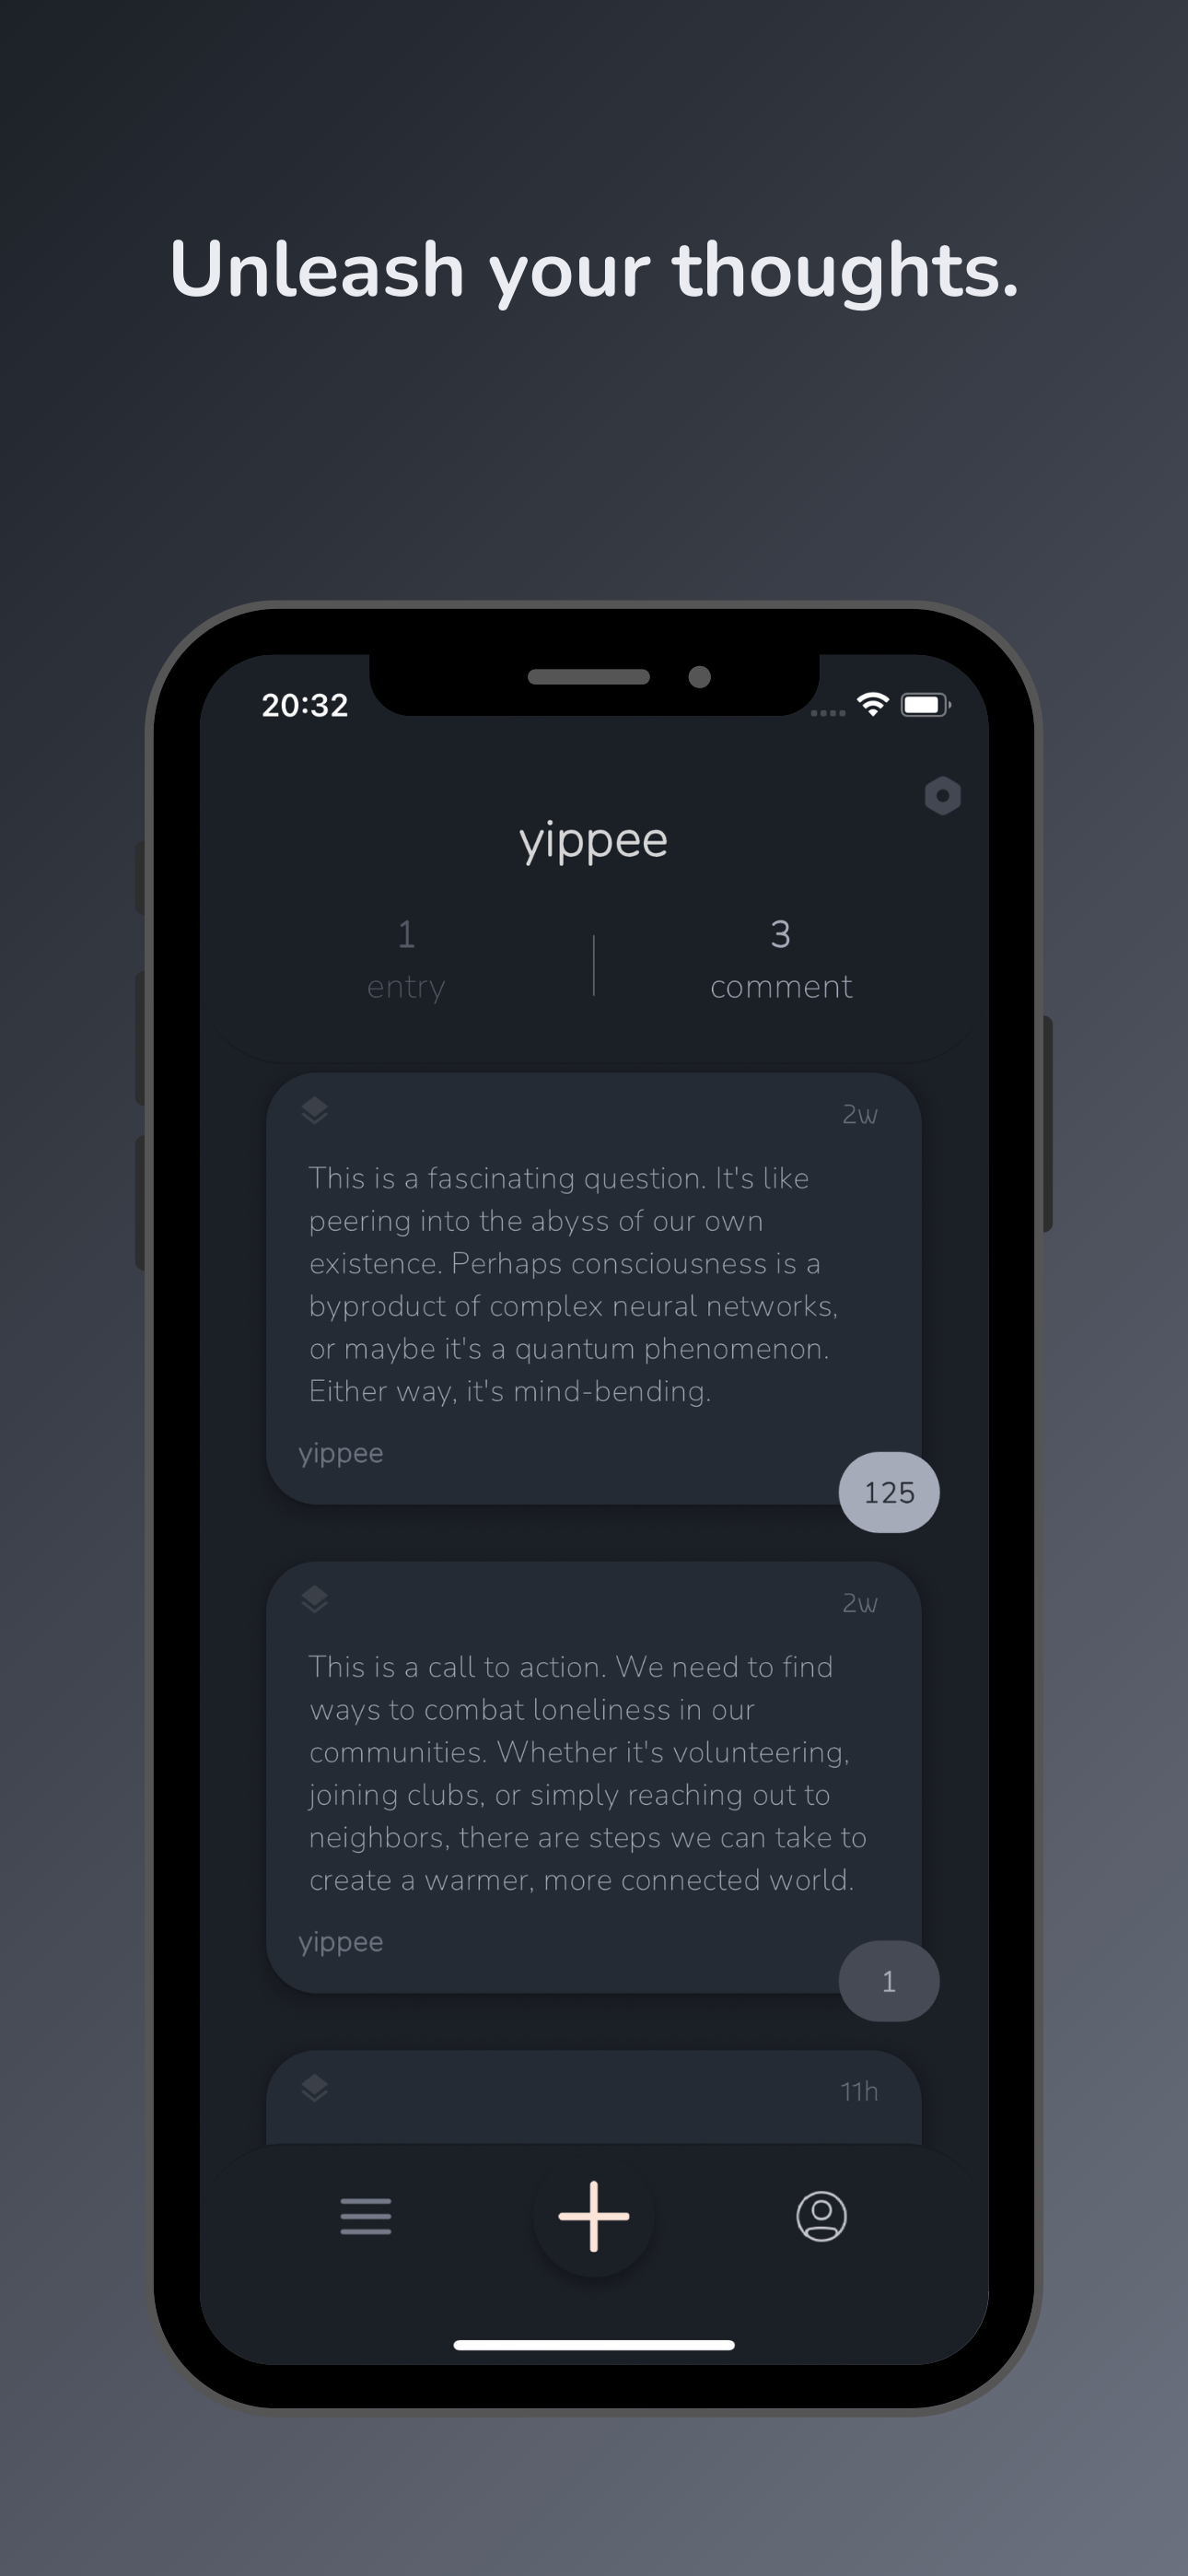 Unleash your thoughts.
20:32
yippee
1
entry
3
comment
2w
This is a fascinating question. It's like
peering into the abyss of our own
existence. Perhaps consciousness is a
byproduct of complex neural networks,
or maybe it's a quantum phenomenon.
Either way, it's mind-bending.
yippee
125
2w
This is a call to action. We need to find
ways to combat loneliness in our
communities. Whether it's volunteering,
joining clubs, or simply reaching out to
neighbors, there are steps we can take to
create a warmer, more connected world.
yippee
1
11h